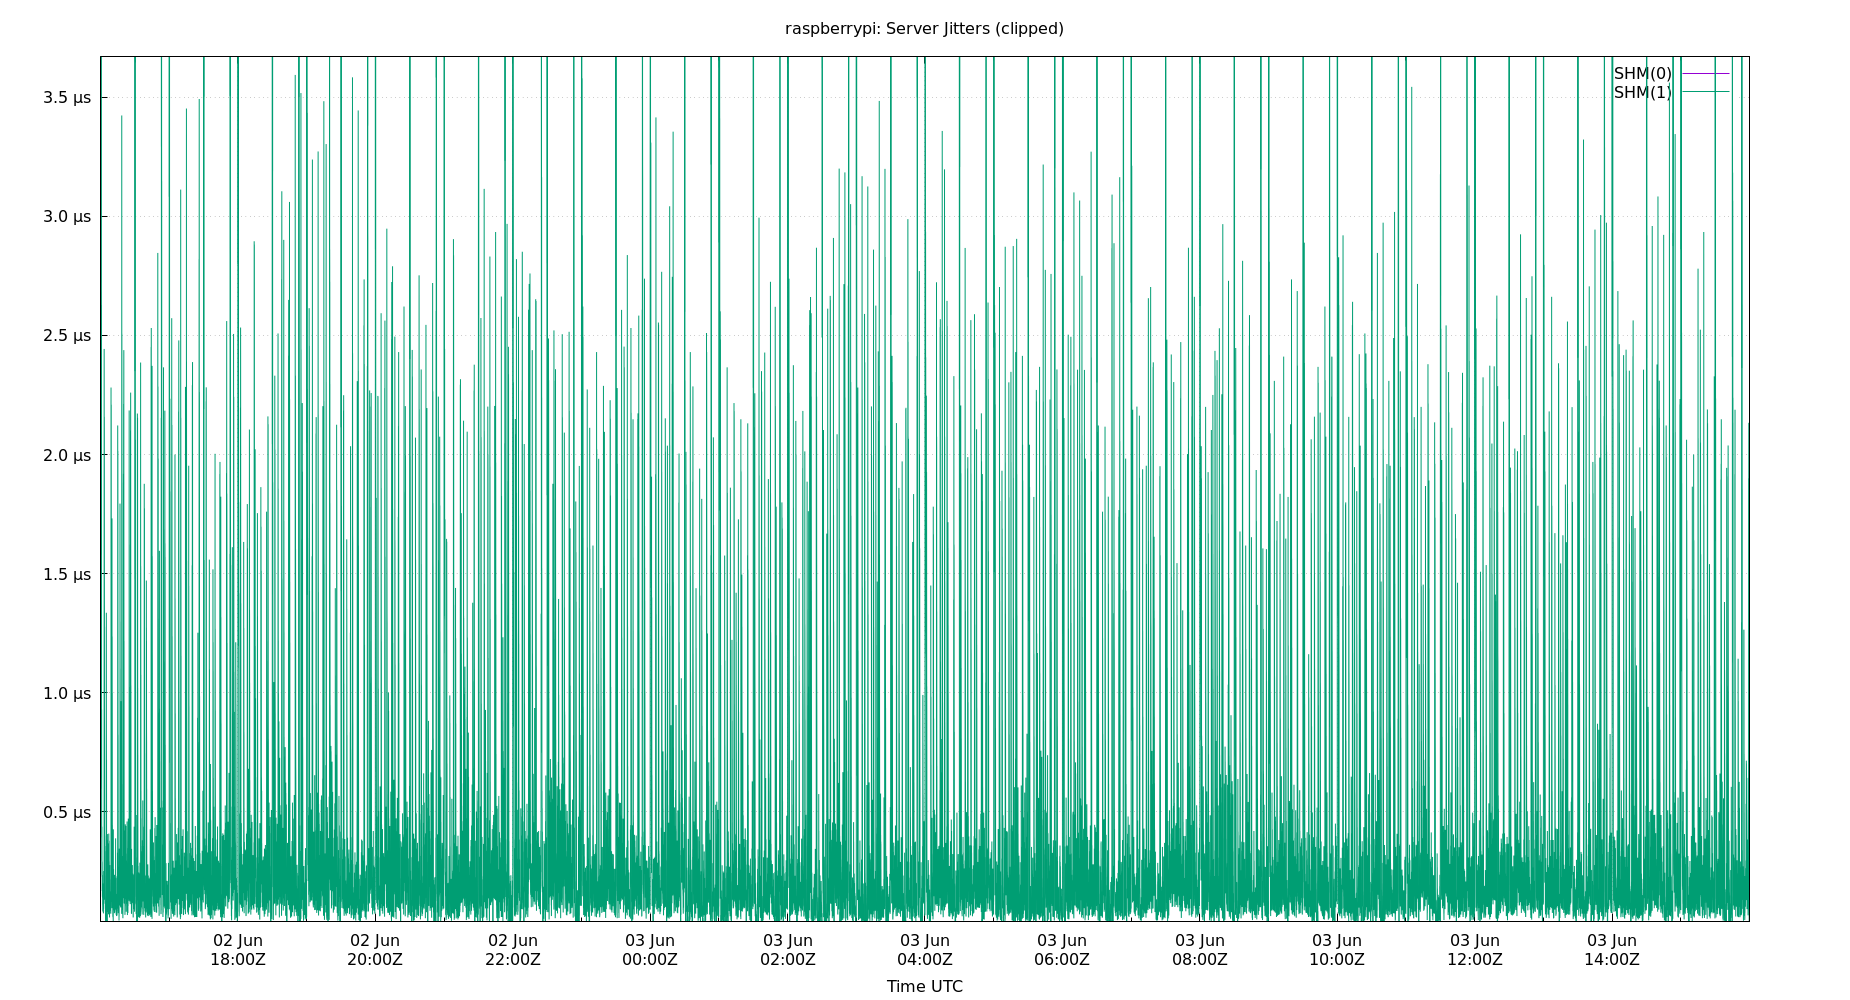 raspberrypi: Server Jitters (clipped)
SHM(0)
SHM(1)
3.5 µs
3.0 µs
2.5 µs
2.0 µs
1.5 µs
1.0 µs
0.5 µs
02 Jun 02 Jun 02 Jun 03 Jun 03 Jun 03 Jun 03 Jun 03 Jun 03 Jun 03 Jun 03 Jun
18:00Z 20:00Z 22:00Z 00:00Z 02:00Z 04:00Z 06:00Z 08:00Z 10:00Z 12:00Z 14:00Z
Time UTC